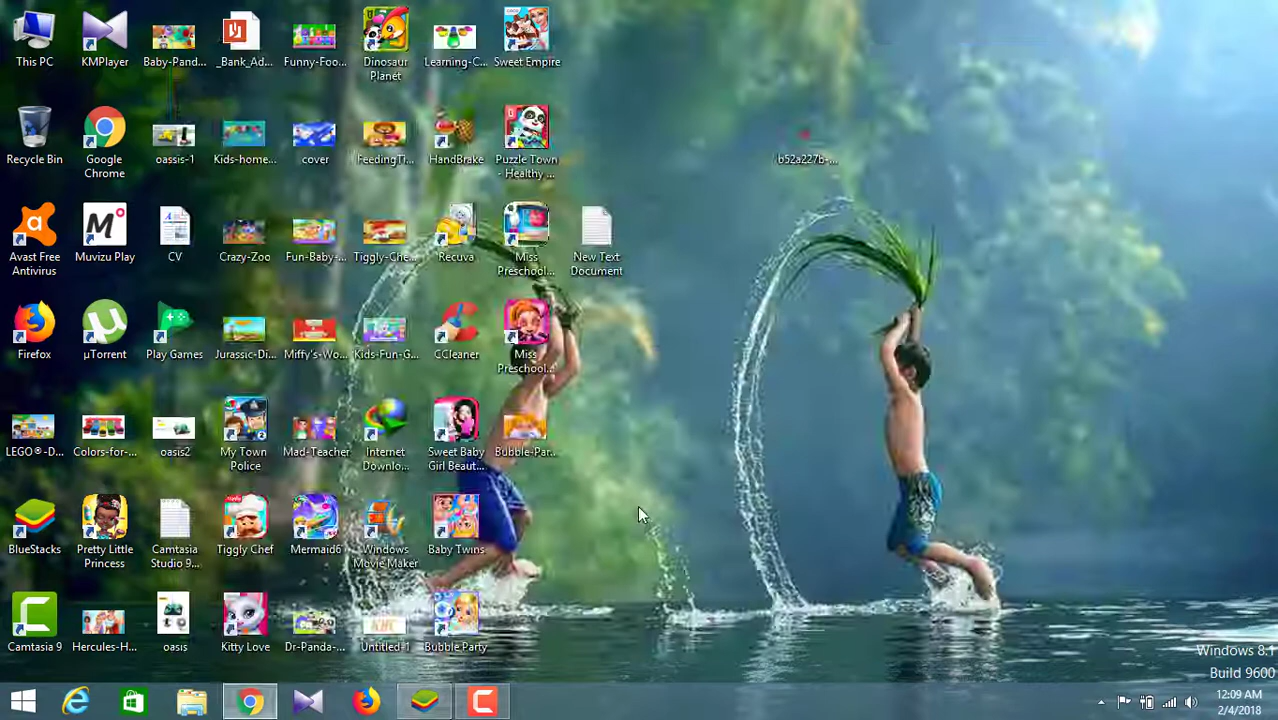 This PC
KMPlayer
Baby-Pand...
_Bank_Ad...
Funny-Foo...
Dinosaur
Planet
Learning-C...
Sweet Empire
Recycle Bin
Google
Chrome
oassis-1
Kids-home...
cover
FeedingTi...
HandBrake
Puzzle Town
- Healthy ...
b52a227b-...
Avast Free
Antivirus
Muvizu Play
CV
Crazy-Zoo
Fun-Baby-...
Tiggly-Che...
Recuva
Miss
Preschool...
New Text
Document
Firefox
µTorrent
Play Games
Jurassic-Di...
Miffy's-Wo...
Kids-Fun-G...
CCleaner
Miss
Preschool...
LEGO®-D...
Colors-for-...
oasis2
My Town
Police
Mad-Teacher
Internet
Downlo...
Sweet Baby
Girl Beaut...
Bubble-Par...
BlueStacks
Pretty Little
Princess
Camtasia
Studio 9...
Tiggly Chef
Mermaid6
Windows
Movie Maker
Baby Twins
Camtasia 9
Hercules-H...
oasis
Kitty Love
Dr-Panda-...
KHC
Untitled-1
Bubble Party
Windows 8.1
Build 9600
12:09 AM
2/4/2018